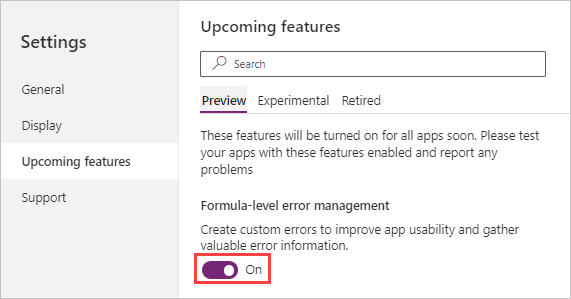 Settings
General
Display
Upcoming features
Support
Upcoming features
Search
Preview Experimental Retired
These features will be turned on for all apps soon. Please test
your apps with these features enabled and report any
problems
Formula-level error management
Create custom errors to improve app usability and gather
valuable error information.
On